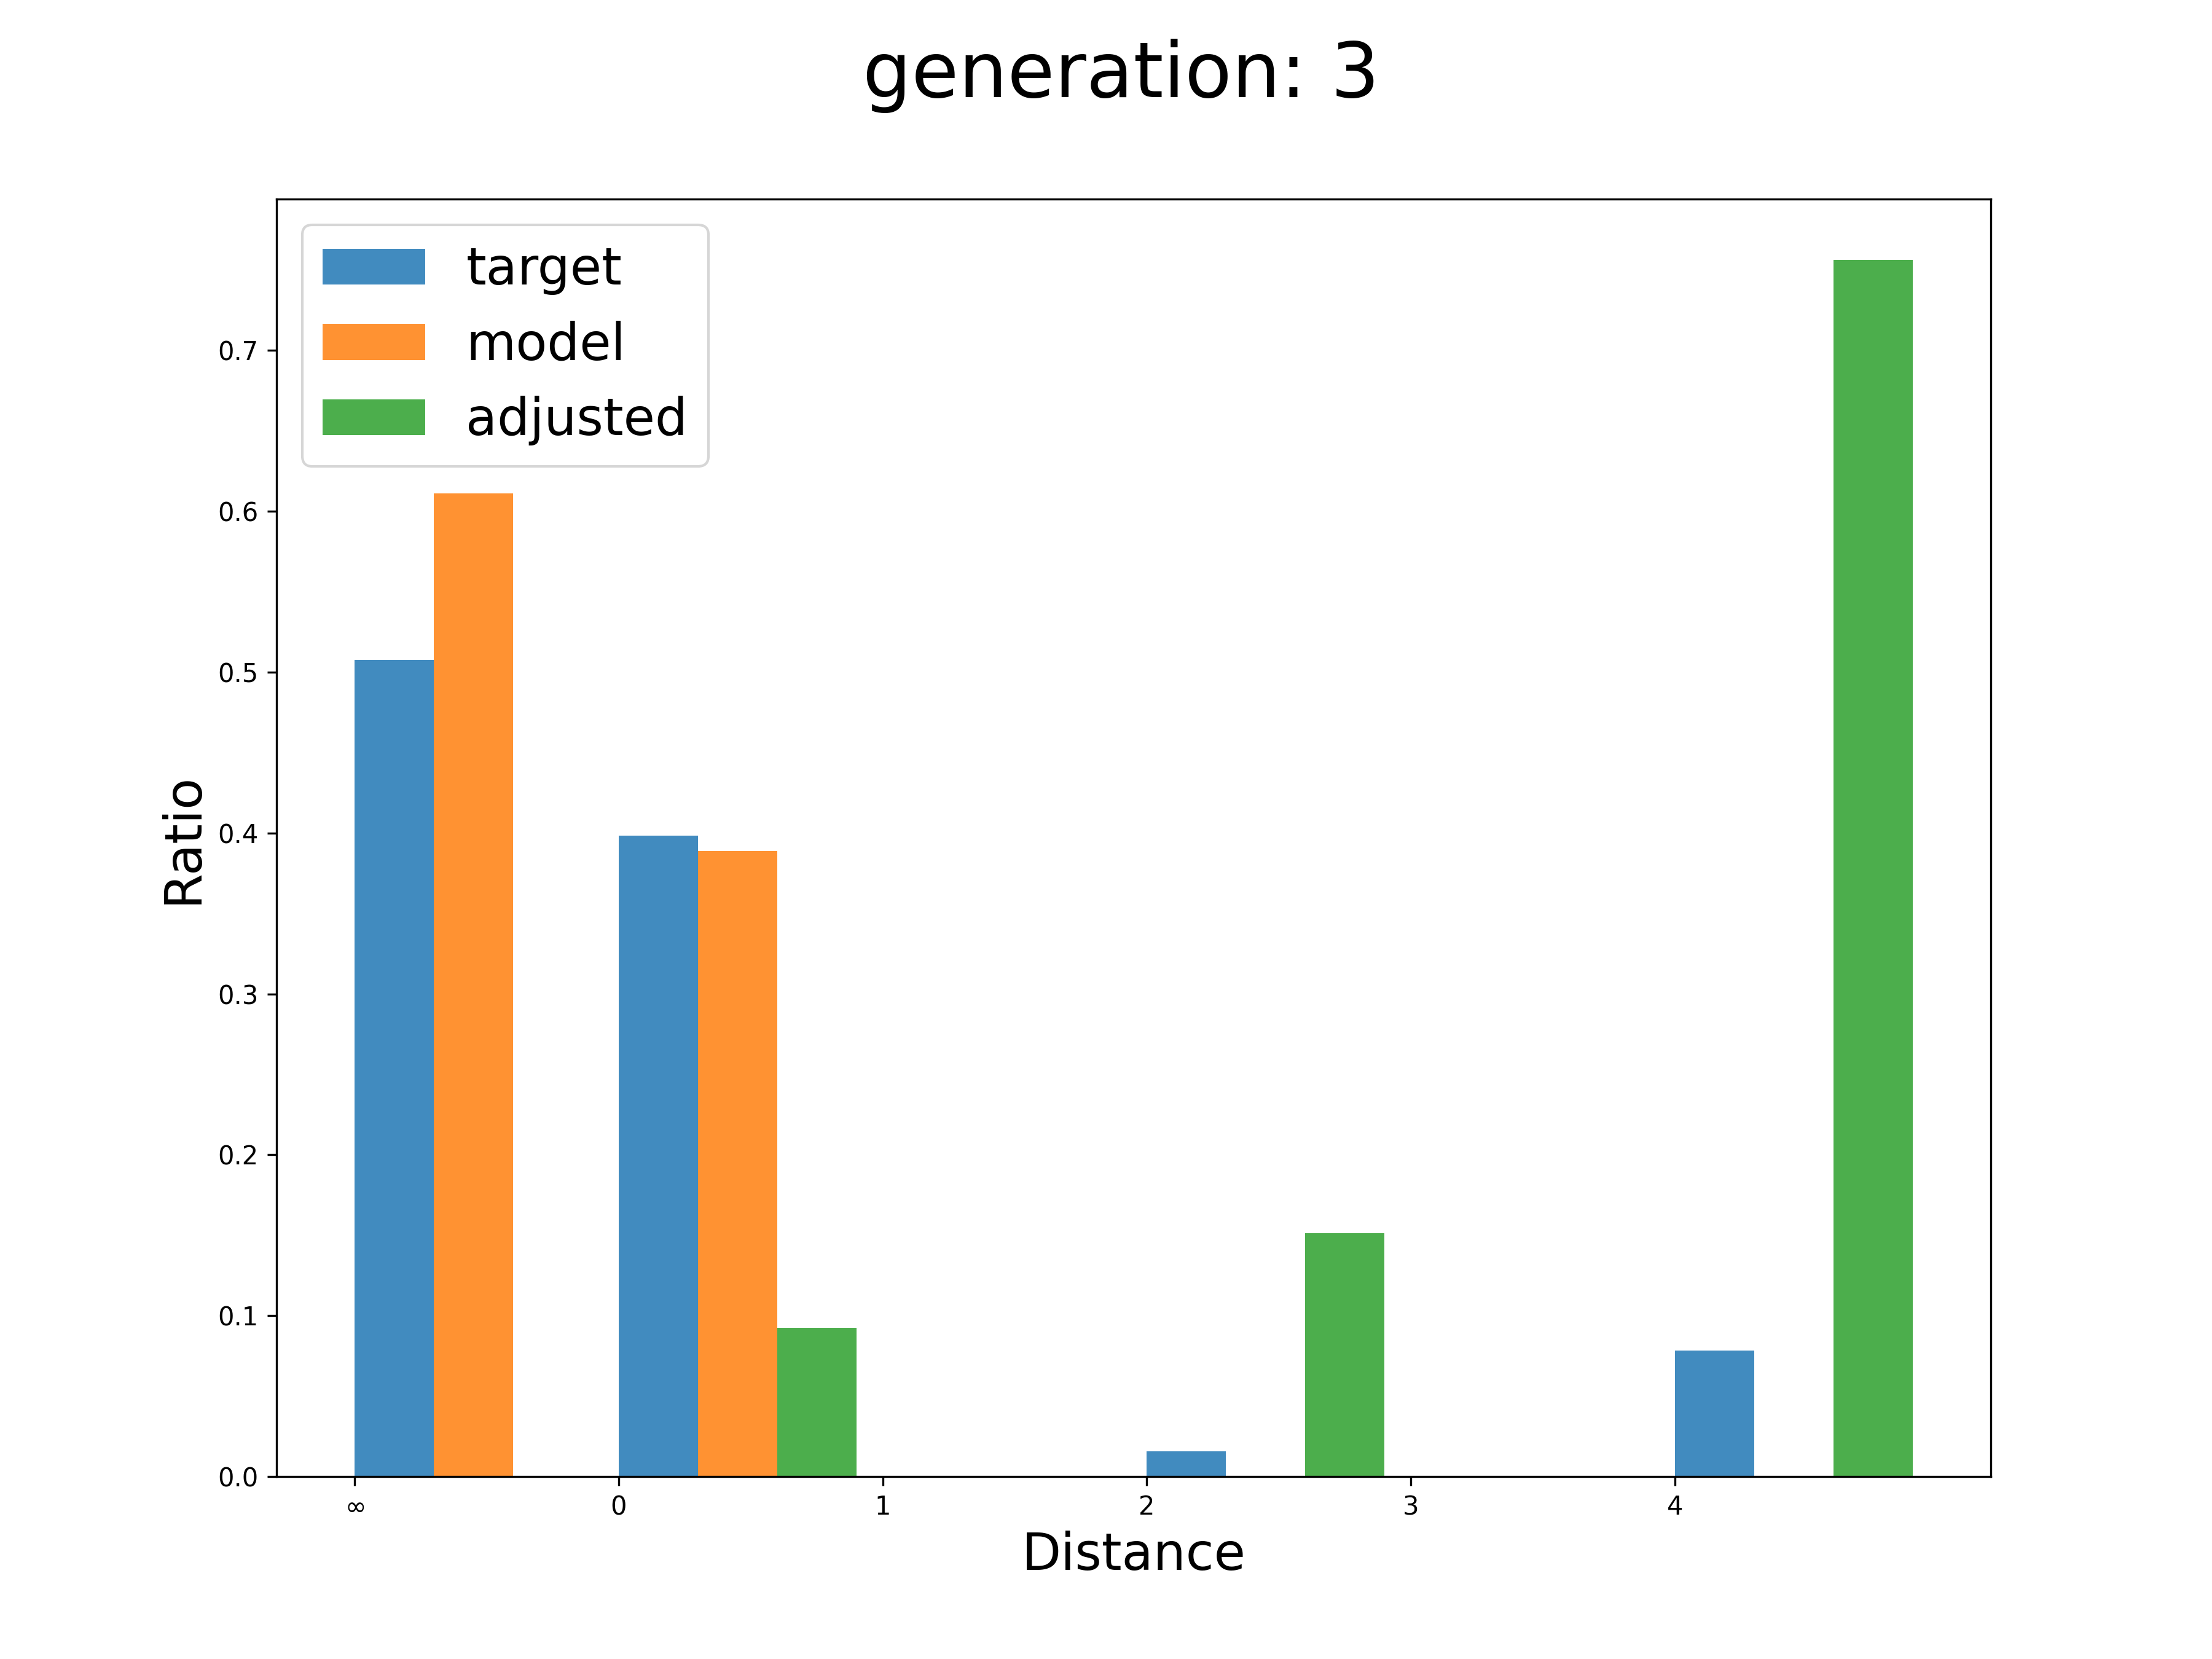 generation: 3
target
model
adjusted
Ratio
0.7
0.6
0.5
0.4
0.3
0.2
0.1
0.0
∞ 0 1 2 3 4
Distance